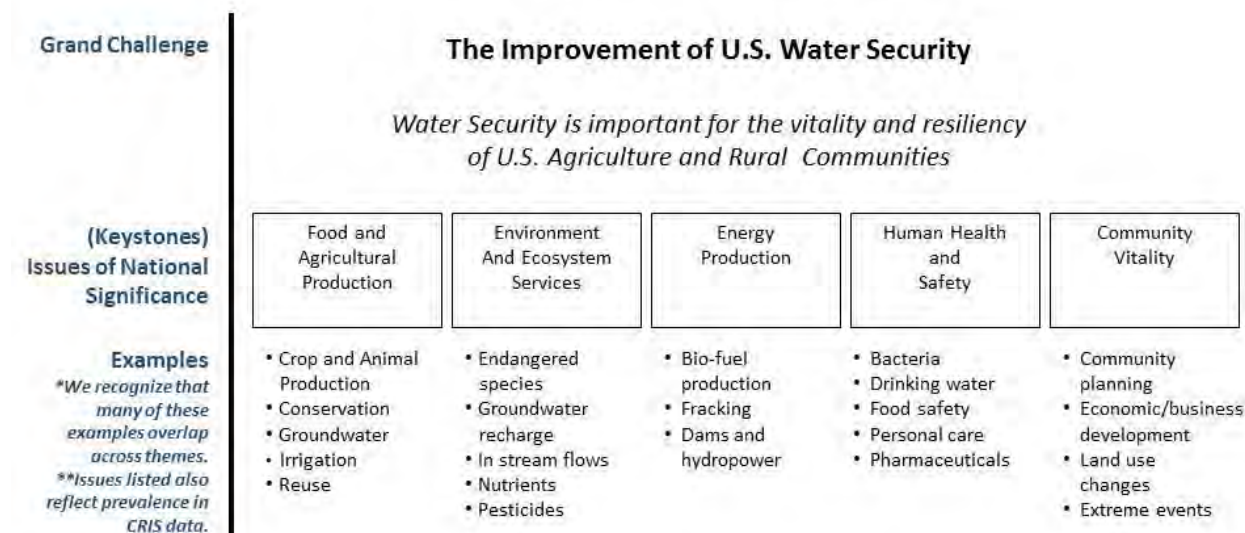 Grand Challenge
The Improvement of U.S. Water Security
Water Security is important for the vitality and resiliency
of U.S. Agriculture and Rural Communities
(Keystones)
Issues of National
Significance
Food and
Agricultural
Production
Environment
And Ecosystem
Services
Energy
Production
Human Health
and
Safety
Community
Vitality
Examples
*We recognize that
many of these
examples overlap
across themes.
**Issues listed also
reflect prevalence in
CRIS data.
• Crop and Animal
Production
• Conservation
• Groundwater
• Irrigation
• Reuse
• Endangered
species
• Groundwater
recharge
• In stream flows
• Nutrients
• Pesticides
• Bio-fuel
production
• Fracking
• Dams and
hydropower
• Bacteria
• Drinking water
• Food safety
• Personal care
• Pharmaceuticals
• Community
planning
• Economic/business
development
• Land use
changes
• Extreme events